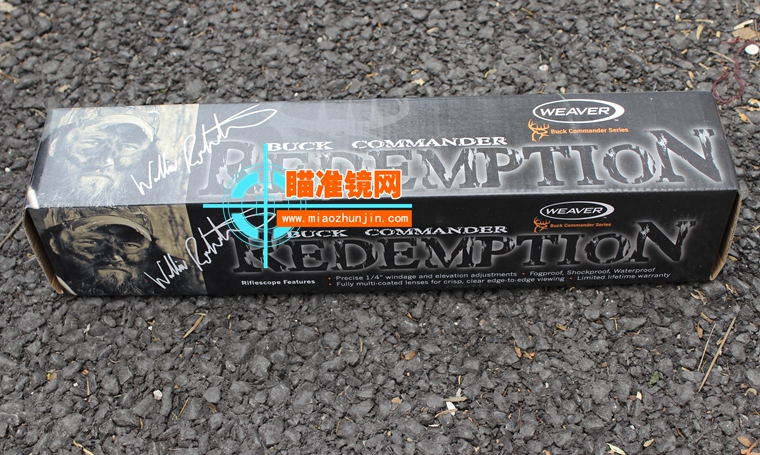 WEAVER
Buck Commander Series
BUCK COMMANDER
REDEMPTION
瞄准镜网
www.miaozhunjin.com
WEAVER
Buck Commander Series
BUCK COMMANDER
REDEMPTION
Riflescope Features
• Precise 1/4" windage and elevation adjustments • Fogproof, Shockproof, Waterproof
• Fully multi-coated lenses for crisp, clear edge-to-edge viewing • Limited lifetime warranty